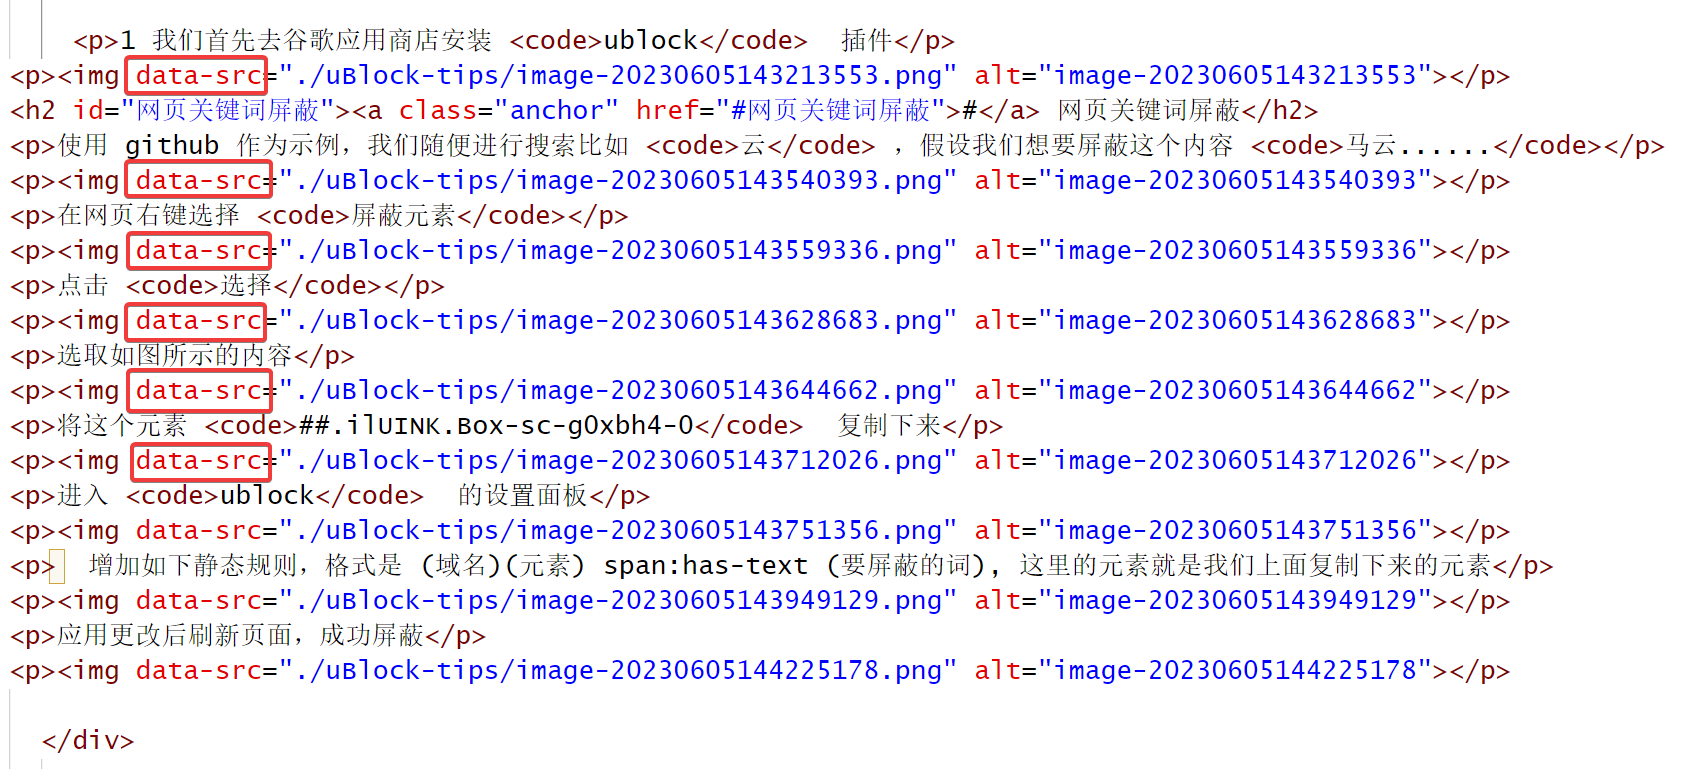 <p>1 我们首先去谷歌应用商店安装 <code>ublock</code>  插件</p>
<p><img data-src="./uBlock-tips/image-20230605143213553.png" alt="image-20230605143213553"></p>
<h2 id="网页关键词屏蔽"><a class="anchor" href="#网页关键词屏蔽">#</a> 网页关键词屏蔽</h2>
<p>使用 github 作为示例，我们随便进行搜索比如 <code>云</code> ，假设我们想要屏蔽这个内容 <code>马云......</code></p>
<p><img data-src="./uBlock-tips/image-20230605143540393.png" alt="image-20230605143540393"></p>
<p>在网页右键选择 <code>屏蔽元素</code></p>
<p><img data-src="./uBlock-tips/image-20230605143559336.png" alt="image-20230605143559336"></p>
<p>点击 <code>选择</code></p>
<p><img data-src="./uBlock-tips/image-20230605143628683.png" alt="image-20230605143628683"></p>
<p>选取如图所示的内容</p>
<p><img data-src="./uBlock-tips/image-20230605143644662.png" alt="image-20230605143644662"></p>
<p>将这个元素 <code>##.ilUINK.Box-sc-g0xbh4-0</code>  复制下来</p>
<p><img data-src="./uBlock-tips/image-20230605143712026.png" alt="image-20230605143712026"></p>
<p>进入 <code>ublock</code>  的设置面板</p>
<p><img data-src="./uBlock-tips/image-20230605143751356.png" alt="image-20230605143751356"></p>
<p>  增加如下静态规则，格式是 (域名)(元素) span:has-text (要屏蔽的词), 这里的元素就是我们上面复制下来的元素</p>
<p><img data-src="./uBlock-tips/image-20230605143949129.png" alt="image-20230605143949129"></p>
<p>应用更改后刷新页面，成功屏蔽</p>
<p><img data-src="./uBlock-tips/image-20230605144225178.png" alt="image-20230605144225178"></p>
</div>